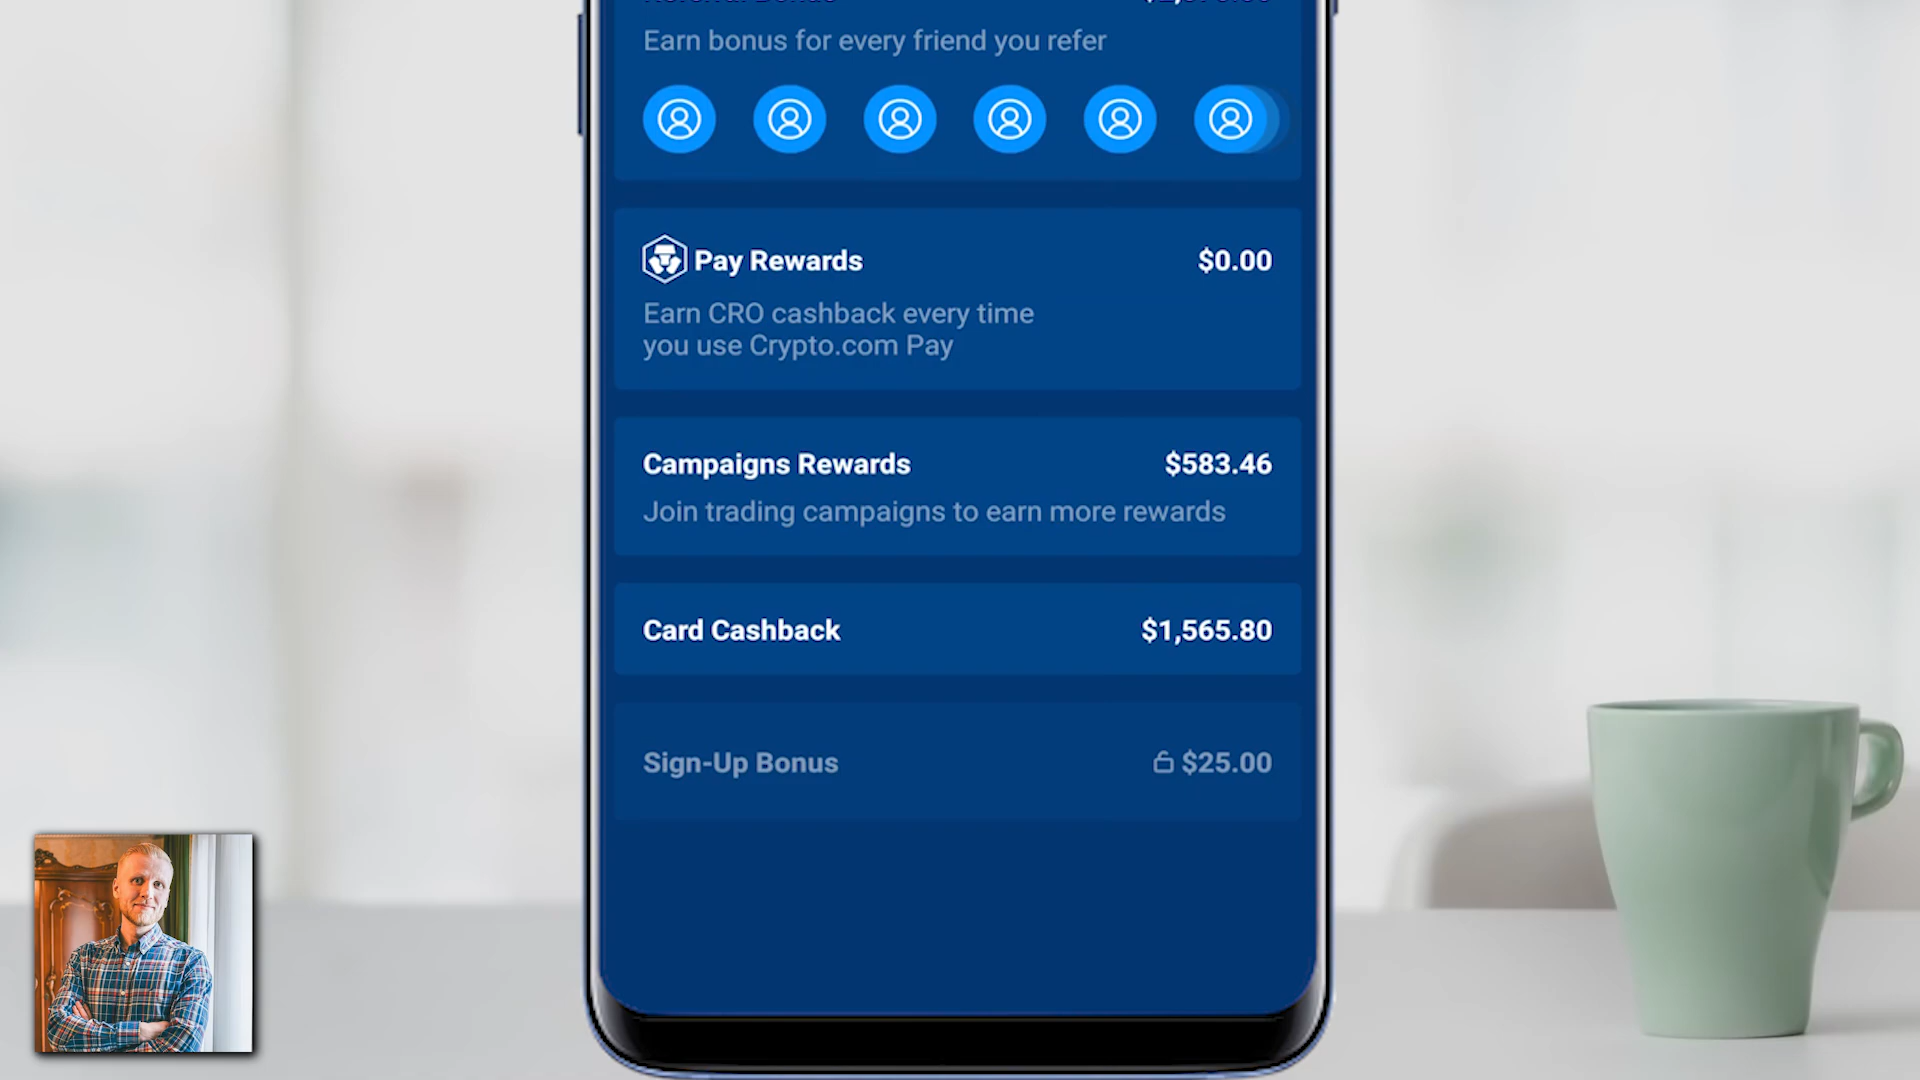 Earn bonus for every friend you refer
Pay Rewards $0.00
Earn CRO cashback every time
you use Crypto.com Pay
Campaigns Rewards $583.46
Join trading campaigns to earn more rewards
Card Cashback $1,565.80
Sign-Up Bonus $25.00